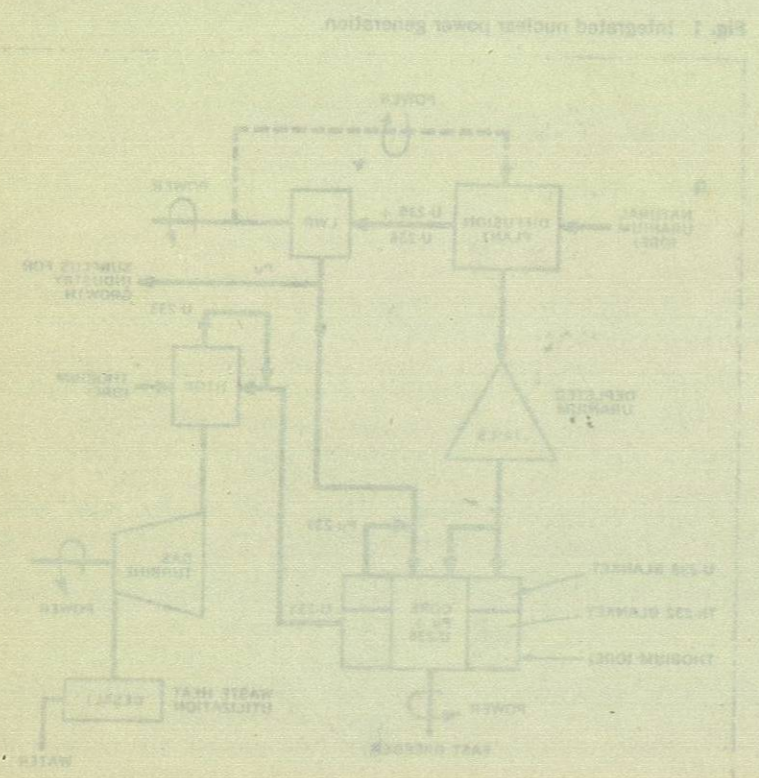 Fig. 1 Integrated nuclear power generation
POWER
POWER
LWR
U-235 +
U-238
DIFFUSION
PLANT
NATURAL
URANIUM
(ORE)
SURPLUS FOR
INDUSTRY
GROWTH
U-233
THORIUM
(ORE)
HTGR
DEPLETED
URANIUM
TAILS
Pu-239
GAS
TURBINE
POWER
U-233
CORE
Pu +
U-238
U-238 BLANKET
Th-232 BLANKET
THORIUM (ORE)
DESAL
WASTE HEAT
UTILIZATION
POWER
FAST BREEDER
WATER